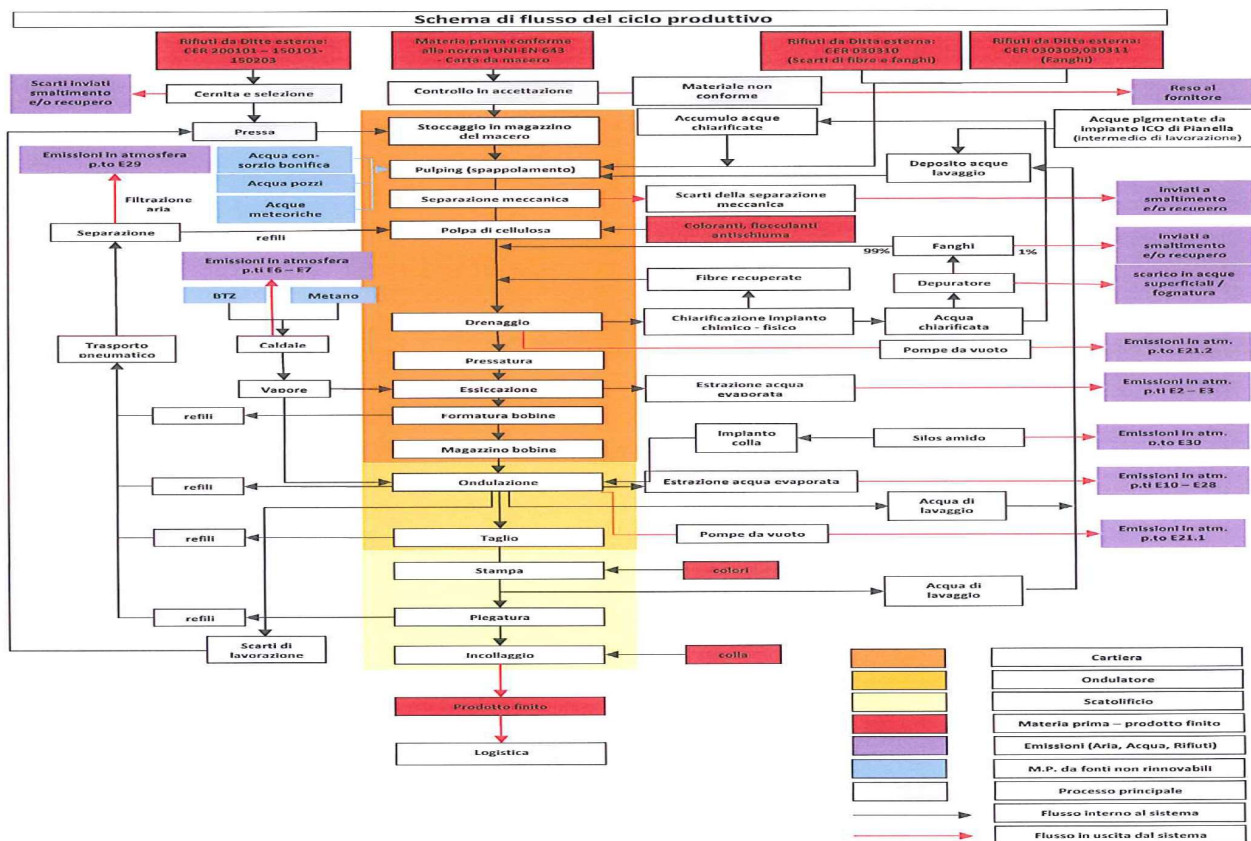 Schema di flusso del ciclo produttivo
Rifiuti da Ditte esterne:
CER 200101 – 150101-
150203
Materia prima conforme
alla norma UNI-EN-643
- Carta da macero
Rifiuti da Ditte esterne:
CER 030310
(Scarti di fibre e fanghi)
Rifiuti da Ditte esterne:
CER 030309,030311
(Fanghi)
Scarti inviati
smaltimento
e/o recupero
Cernita e selezione
Controllo in accettazione
Materiale non
conforme
Reso al
fornitore
Pressa
Stoccaggio in magazzino
del macero
Accumulo acque
chiarificate
Acque pigmentate da
impianto ICO di Pianella
(intermedio di lavorazione)
Emissioni in atmosfera
p.to E29
Acqua con-
sorzio bonifica
Acqua pozzi
Acque
meteoriche
Pulping (spappolamento)
Deposito acque
lavaggio
Filtrazione
aria
Separazione meccanica
Scarti della separazione
meccanica
Inviati a
smaltimento
e/o recupero
Separazione
refili
Polpa di cellulosa
Coloranti, flocculanti
antischiuma
99%
Fanghi
1%
Inviati a
smaltimento
e/o recupero
Emissioni in atmosfera
p.ti E6 – E7
BTZ
Metano
Fibre recuperate
Depuratore
scarico in acque
superficiali /
fognatura
Drenaggio
Chiarificazione impianto
chimico - fisico
Acqua
chiarificata
Trasporto
pneumatico
Caldaie
Pressatura
Pompe da vuoto
Emissioni in atm.
p.to E21.2
Vapore
Essiccazione
Estrazione acqua
evaporata
Emissioni in atm.
p.ti E2 – E3
refili
Formatura bobine
Magazzino bobine
Impianto
colla
Silos amido
Emissioni in atm.
p.to E30
refili
Ondulazione
Estrazione acqua evaporata
Emissioni in atm.
p.ti E10 – E28
Acqua di
lavaggio
refili
Taglio
Pompe da vuoto
Emissioni in atm.
p.to E21.1
Stampa
colori
Acqua di
lavaggio
refili
Piegatura
Scarti di
lavorazione
Incollaggio
colla
Prodotto finito
Logistica
Cartiera
Ondulatore
Scatolificio
Materia prima – prodotto finito
Emissioni (Aria, Acqua, Rifiuti)
M.P. da fonti non rinnovabili
Processo principale
Flusso interno al sistema
Flusso in uscita dal sistema